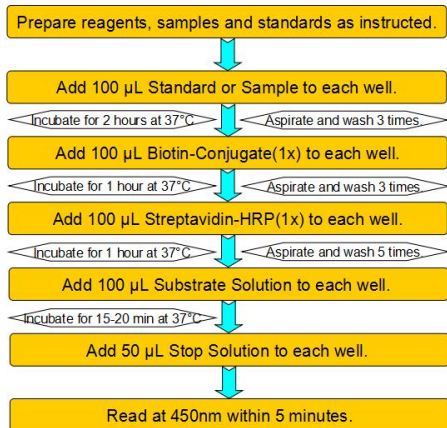 Prepare reagents, samples and standards as instructed.
Add 100 µL Standard or Sample to each well.
Incubate for 2 hours at 37°C
Aspirate and wash 3 times.
Add 100 µL Biotin-Conjugate(1x) to each well.
Incubate for 1 hour at 37°C
Aspirate and wash 3 times.
Add 100 µL Streptavidin-HRP(1x) to each well.
Incubate for 1 hour at 37°C
Aspirate and wash 5 times.
Add 100 µL Substrate Solution to each well.
Incubate for 15-20 min at 37°C
Add 50 µL Stop Solution to each well.
Read at 450nm within 5 minutes.